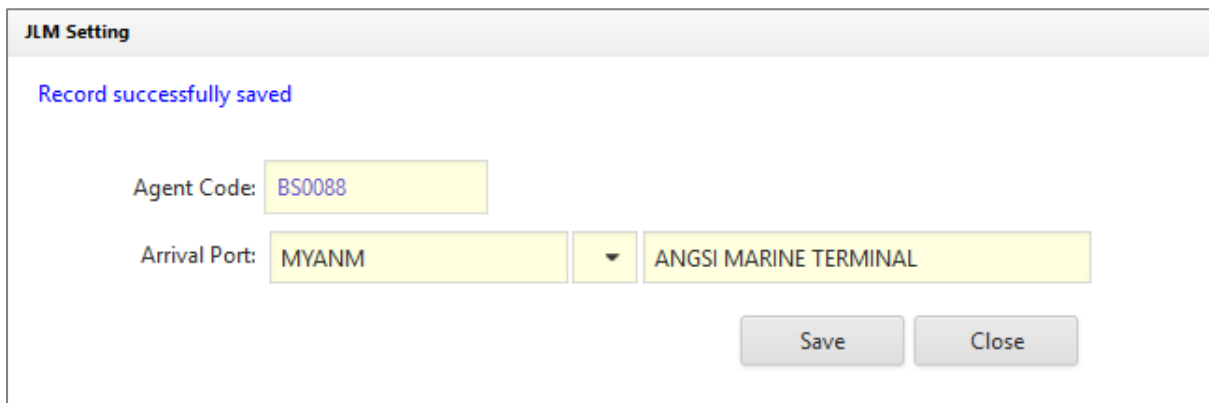 JLM Setting
Record successfully saved
Agent Code: BS0088
Arrival Port: MYANM ANGSI MARINE TERMINAL
Save Close